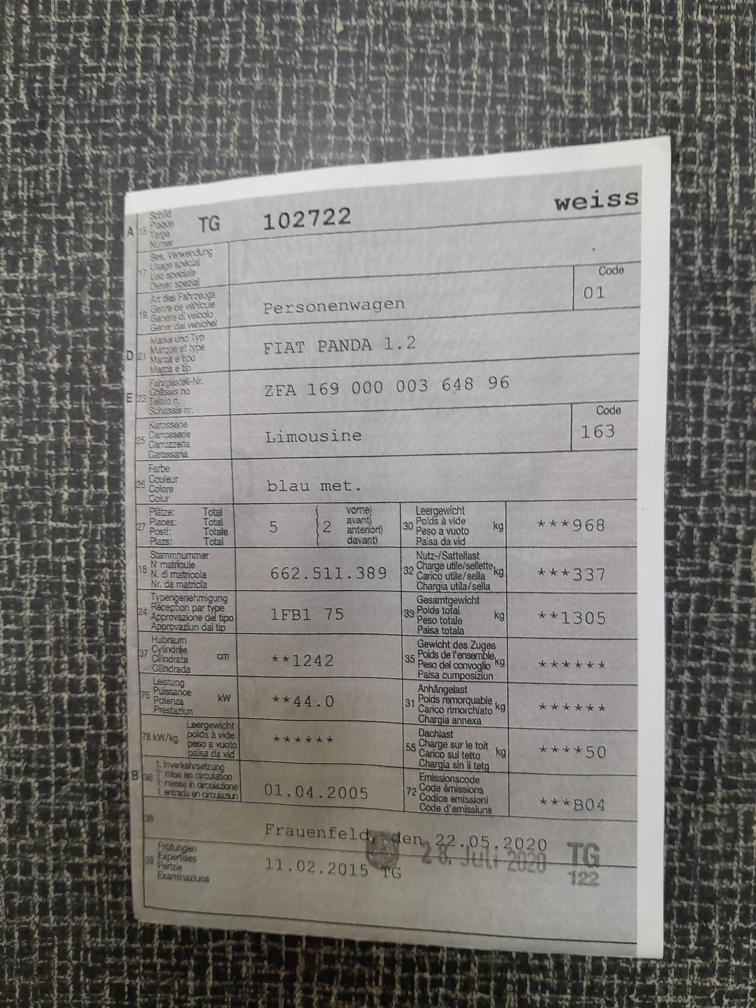 A 15 Schild Plaque Targa Numer TG 102722 weiss
17 Bes. Verwendung
Usage spécial
Uso speciale
Diever spezial
19 Art des Fahrzeugs
Genre de véhicule
Genere di veicolo
Gener dal vehichel
Personenwagen
Code
01
D 21 Marke und Typ
Marque et type
Marca e tipo
Marca e tip
FIAT PANDA 1.2
E 23 Fahrgestell-Nr.
Châssis no
Telaio n.
Schassis nr.
ZFA 169 000 003 648 96
25 Karosserie
Carrosserie
Carrozzeria
Carossaria
Limousine
Code
163
26 Farbe
Couleur
Colore
Colur
blau met.
27 Plätze: Total
Places: Total
Posti: Totale
Plazs: Total
5
2
vorne)
avant)
anteriori)
davant)
30 Leergewicht
Poids à vide
Peso a vuoto
Paisa da vid
kg
***968
18 Stammnummer
N° matricule
N. di matricola
Nr. da matricla
662.511.389
32 Nutz-/Sattellast
Charge utile/sellette
Carico utile/sella
Chargia utila/sella
kg
***337
24 Typengenehmigung
Réception par type
Approvazione del tipo
Approvaziun dal tip
1FB1 75
33 Gesamtgewicht
Poids total
Peso totale
Paisa totala
kg
**1305
37 Hubraum
Cylindrée
Cilindrata
Cilindrada
cm
**1242
35 Gewicht des Zuges
Poids de l'ensemble
Peso del convoglio
Paisa cumposiziun
kg
******
76 Leistung
Puissance
Potenza
Prestaziun
kW
**44.0
31 Anhängelast
Poids remorquable
Carico rimorchiato
Chargia annexa
kg
******
78 kW/kg
Leergewicht
poids à vide
peso a vuoto
paisa da vid
******
55 Dachlast
Charge sur le toit
Carico sul tetto
Chargia sin il tetg
kg
****50
B 36 1. Inverkehrsetzung
1re mise en circulation
1a messa in circolazione
1. entrada en circulaziun
01.04.2005
72 Emissionscode
Code émissions
Codice emissioni
Code d'emissiuns
***B04
38
Frauenfeld, den 22.05.2020
28. Juli 2020
TG
122
39 Prüfungen
Expertises
Perizie
Examinaziuns
11.02.2015 TG